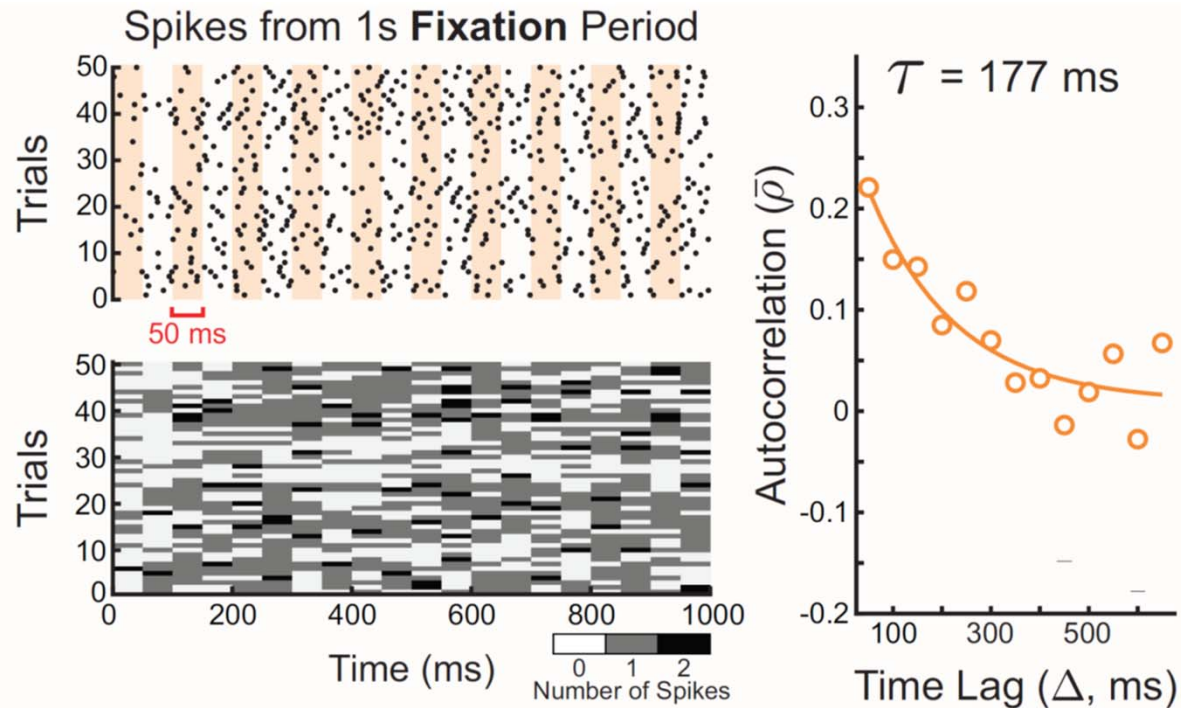 Spikes from 1s Fixation Period
Trials
50
40
30
20
10
0
50 ms
Trials
50
40
30
20
10
0
0 200 400 600 800 1000
Time (ms)
0 1 2
Number of Spikes
τ = 177 ms
Autocorrelation (ρ̄)
0.3
0.2
0.1
0
-0.1
-0.2
100 300 500
Time Lag (Δ, ms)